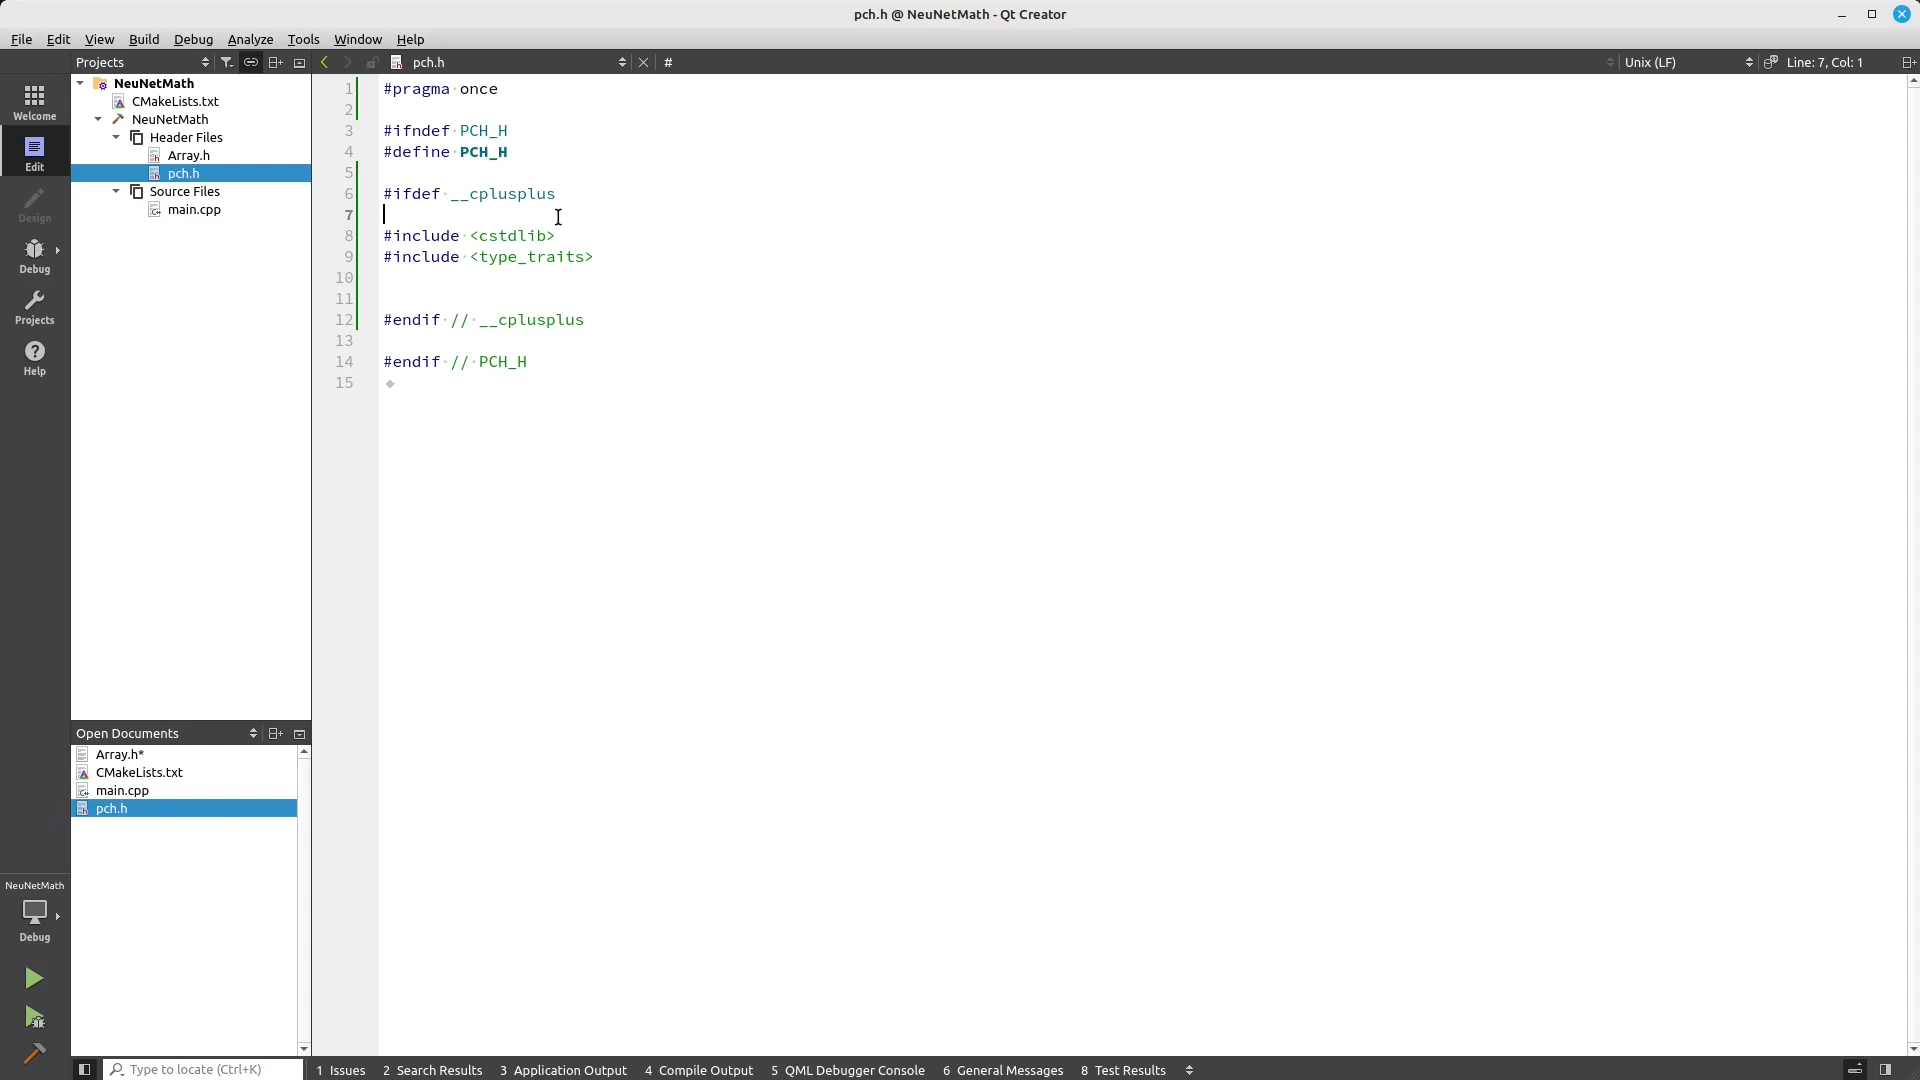 pch.h @ NeuNetMath - Qt Creator
File Edit View Build Debug Analyze Tools Window Help
Projects
pch.h
#
Unix (LF)
Line: 7, Col: 1
Welcome
Edit
Design
Debug
Projects
Help
NeuNetMath
CMakeLists.txt
NeuNetMath
Header Files
Array.h
pch.h
Source Files
main.cpp
1 #pragma once
2
3 #ifndef PCH_H
4 #define PCH_H
5
6 #ifdef __cplusplus
7
8 #include <cstdlib>
9 #include <type_traits>
10
11
12 #endif // __cplusplus
13
14 #endif // PCH_H
15
Open Documents
Array.h*
CMakeLists.txt
main.cpp
pch.h
NeuNetMath
Debug
Type to locate (Ctrl+K)
1 Issues 2 Search Results 3 Application Output 4 Compile Output 5 QML Debugger Console 6 General Messages 8 Test Results